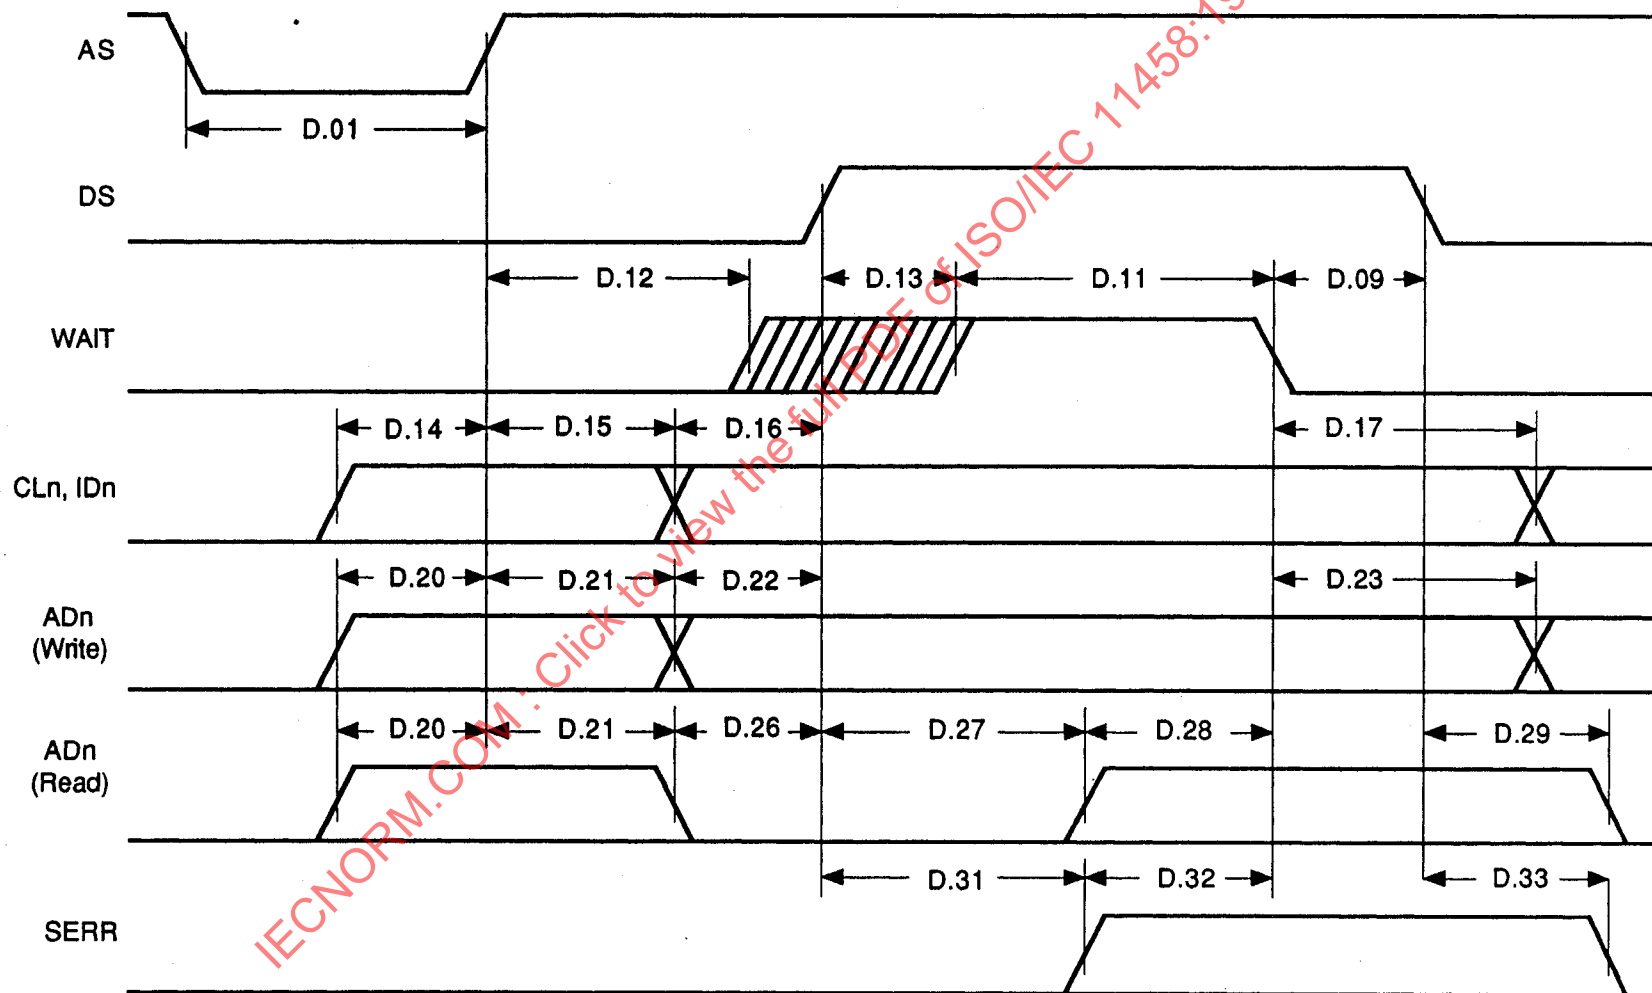 AS
D.01
DS
D.12
D.13
D.11
D.09
WAIT
D.14
D.15
D.16
D.17
CLn, IDn
D.20
D.21
D.22
D.23
ADn
(Write)
D.20
D.21
D.26
D.27
D.28
D.29
ADn
(Read)
D.31
D.32
D.33
SERR
IECNORM.COM : Click to view the full PDF of ISO/IEC 11458:19